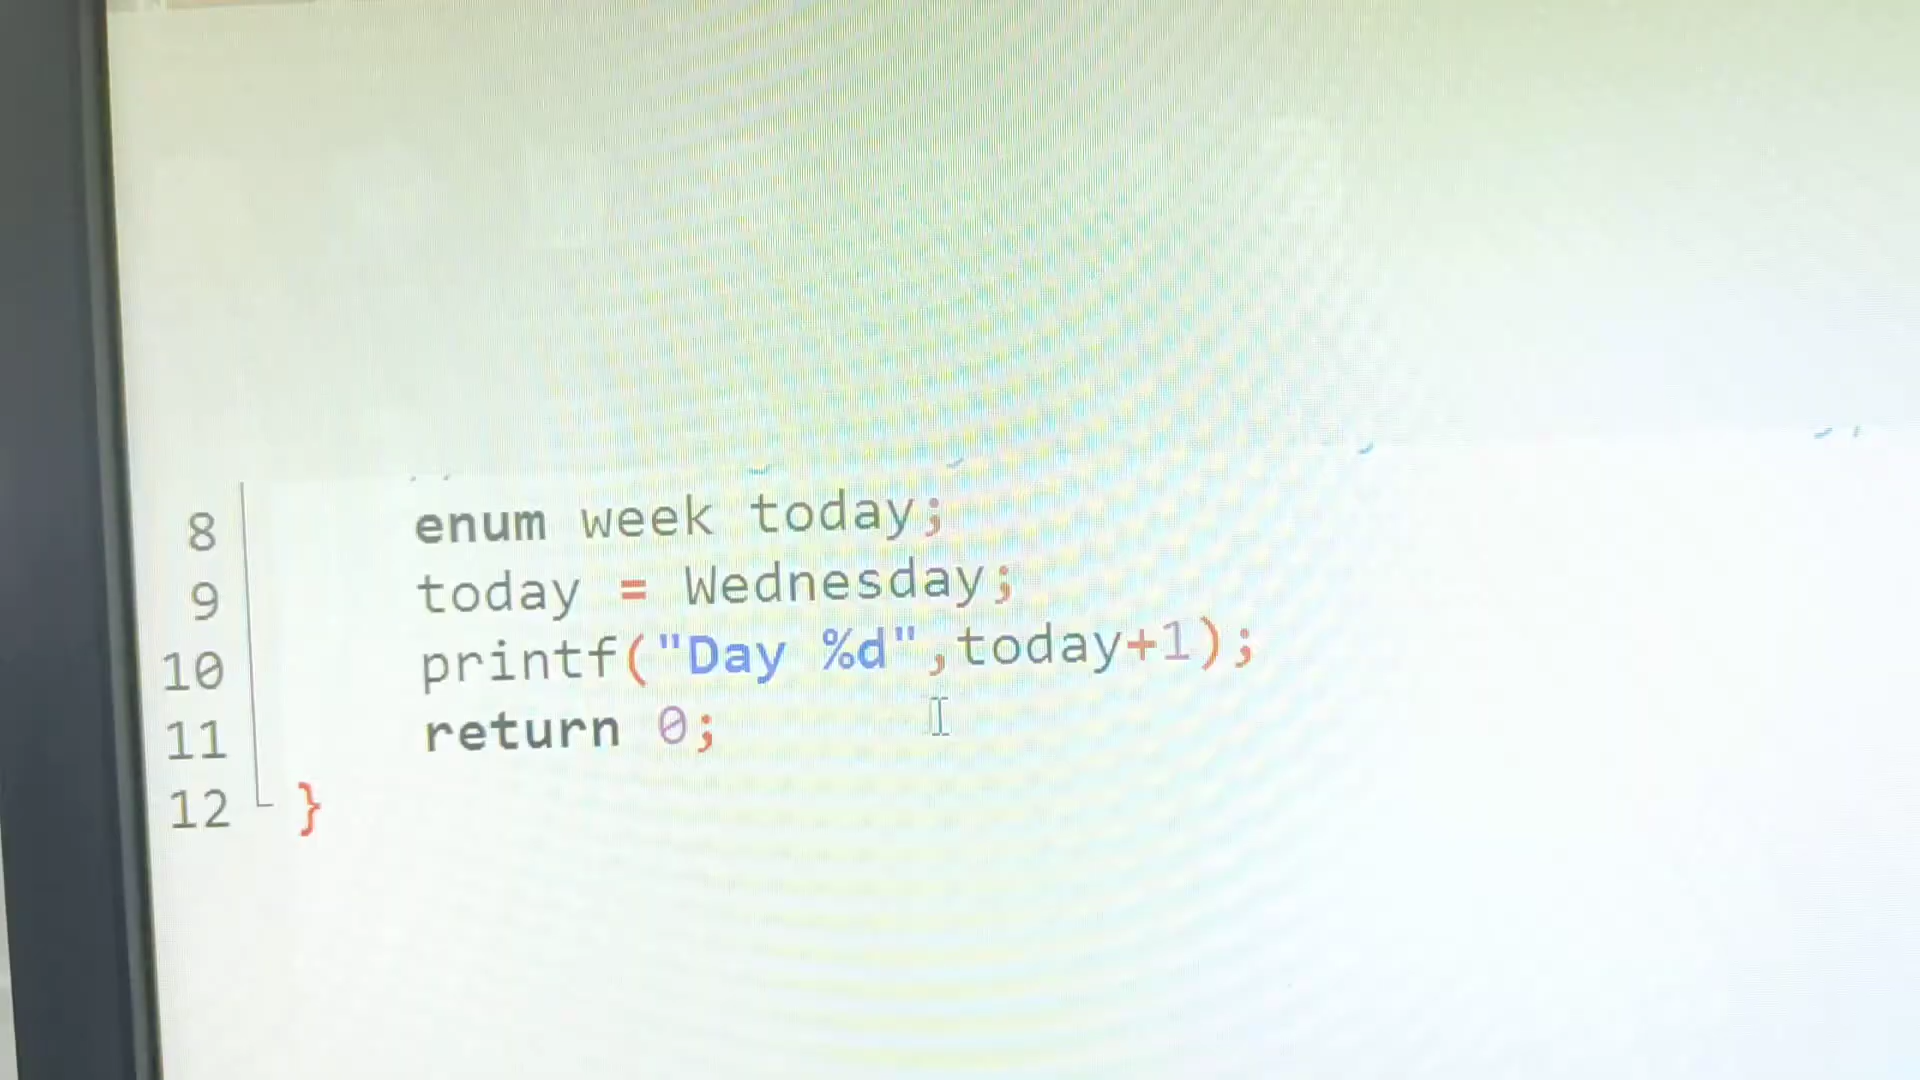 8 enum week today;
9 today = Wednesday;
10 printf("Day %d",today+1);
11 return 0;
12 }